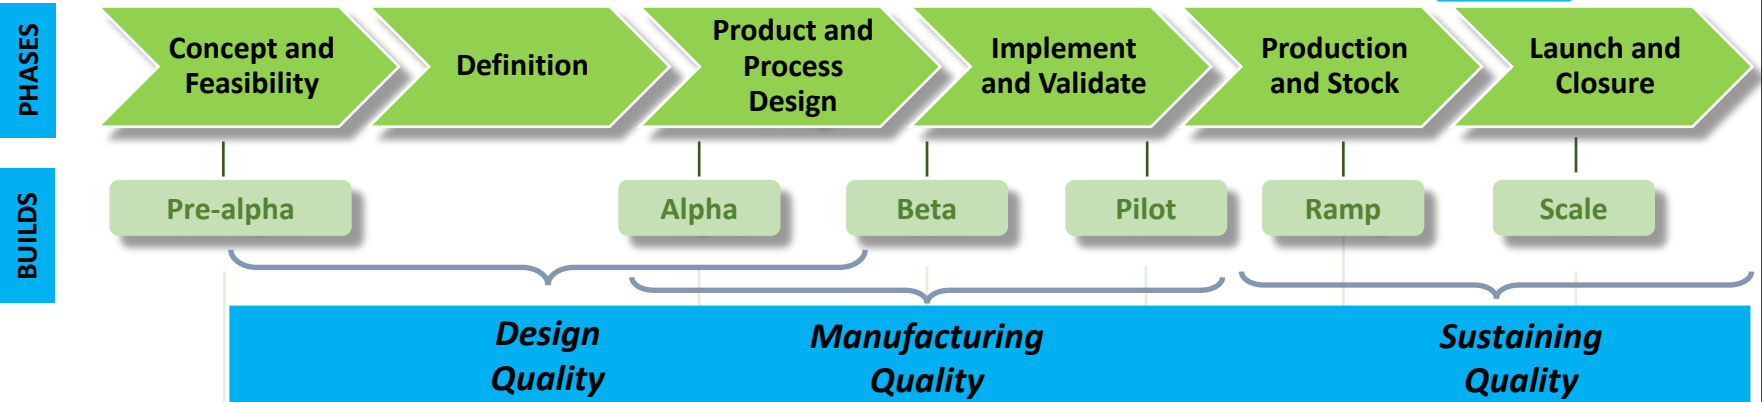 PHASES
Concept and
Feasibility
Definition
Product and
Process
Design
Implement
and Validate
Production
and Stock
Launch and
Closure
BUILDS
Pre-alpha
Alpha
Beta
Pilot
Ramp
Scale
Design
Quality
Manufacturing
Quality
Sustaining
Quality